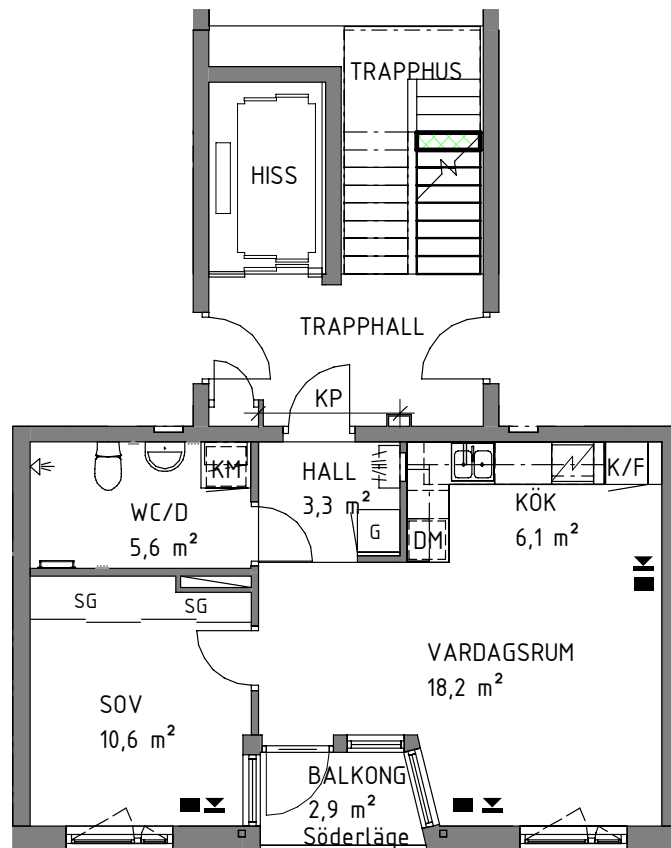 TRAPPHUS
HISS
TRAPPHALL
KP
KM
HALL
3,3 m²
K/F
WC/D
5,6 m²
KÖK
6,1 m²
G
DM
SG
SG
VARDAGSRUM
18,2 m²
SOV
10,6 m²
BALKONG
2,9 m²
Söderläge